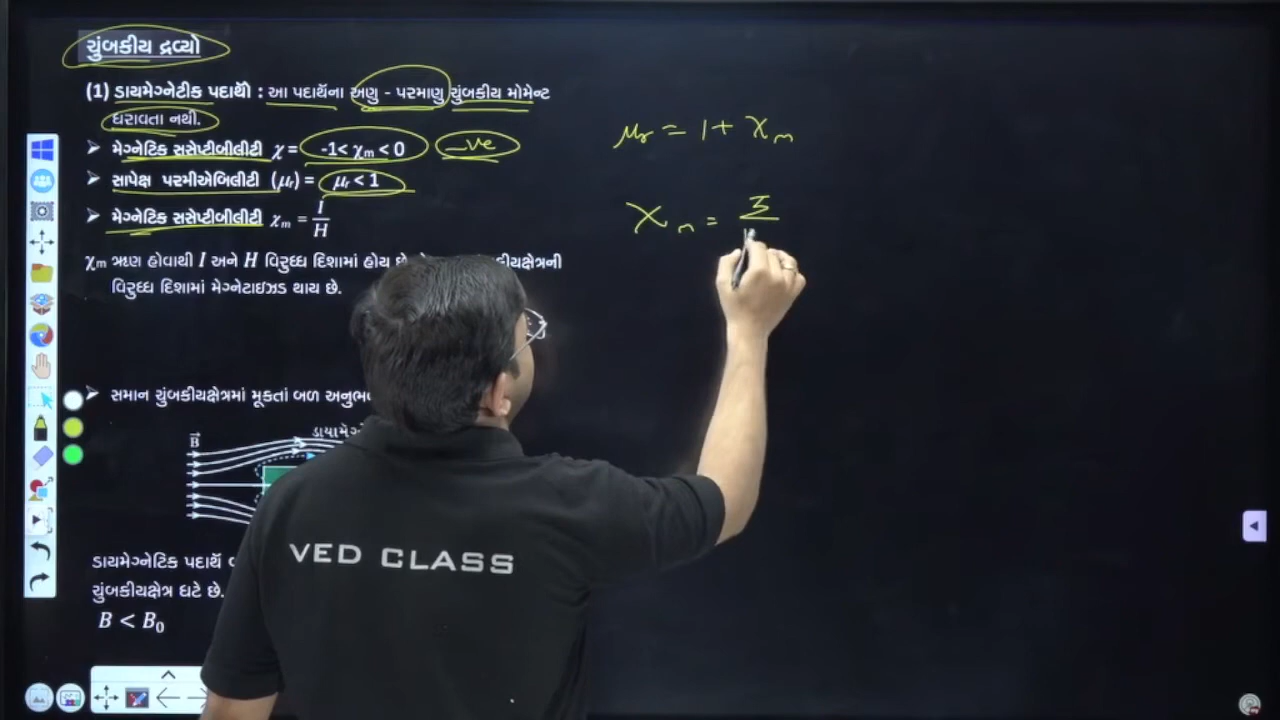 ચુંબકીય દ્રવ્યો
(1) ડાયમેગ્નેટીક પદાર્થો : આ પદાર્થના અણુ - પરમાણુ ચુંબકીય મોમેન્ટ
ધરાવતા નથી.
➤ મેગ્નેટિક સસેપ્ટીબીલીટી χ = -1< χₘ < 0 -ve
➤ સાપેક્ષ પરમીએબિલીટી (μᵣ) = μᵣ < 1
➤ મેગ્નેટિક સસેપ્ટીબીલીટી χₘ = I/H
χₘ ઋણ હોવાથી I અને H વિરુધ્ધ દિશામાં હોય છે
વિરુધ્ધ દિશામાં મેગ્નેટાઇઝડ થાય છે.
➤ સમાન ચુંબકીયક્ષેત્રમાં મૂકતાં બળ
B⃗
ડાયમેગ્નેટિક પદાર્થ
ચુંબકીયક્ષેત્ર ઘટે છે.
B < B₀
μᵣ = 1 + χₘ
χₘ = I
VED CLASS